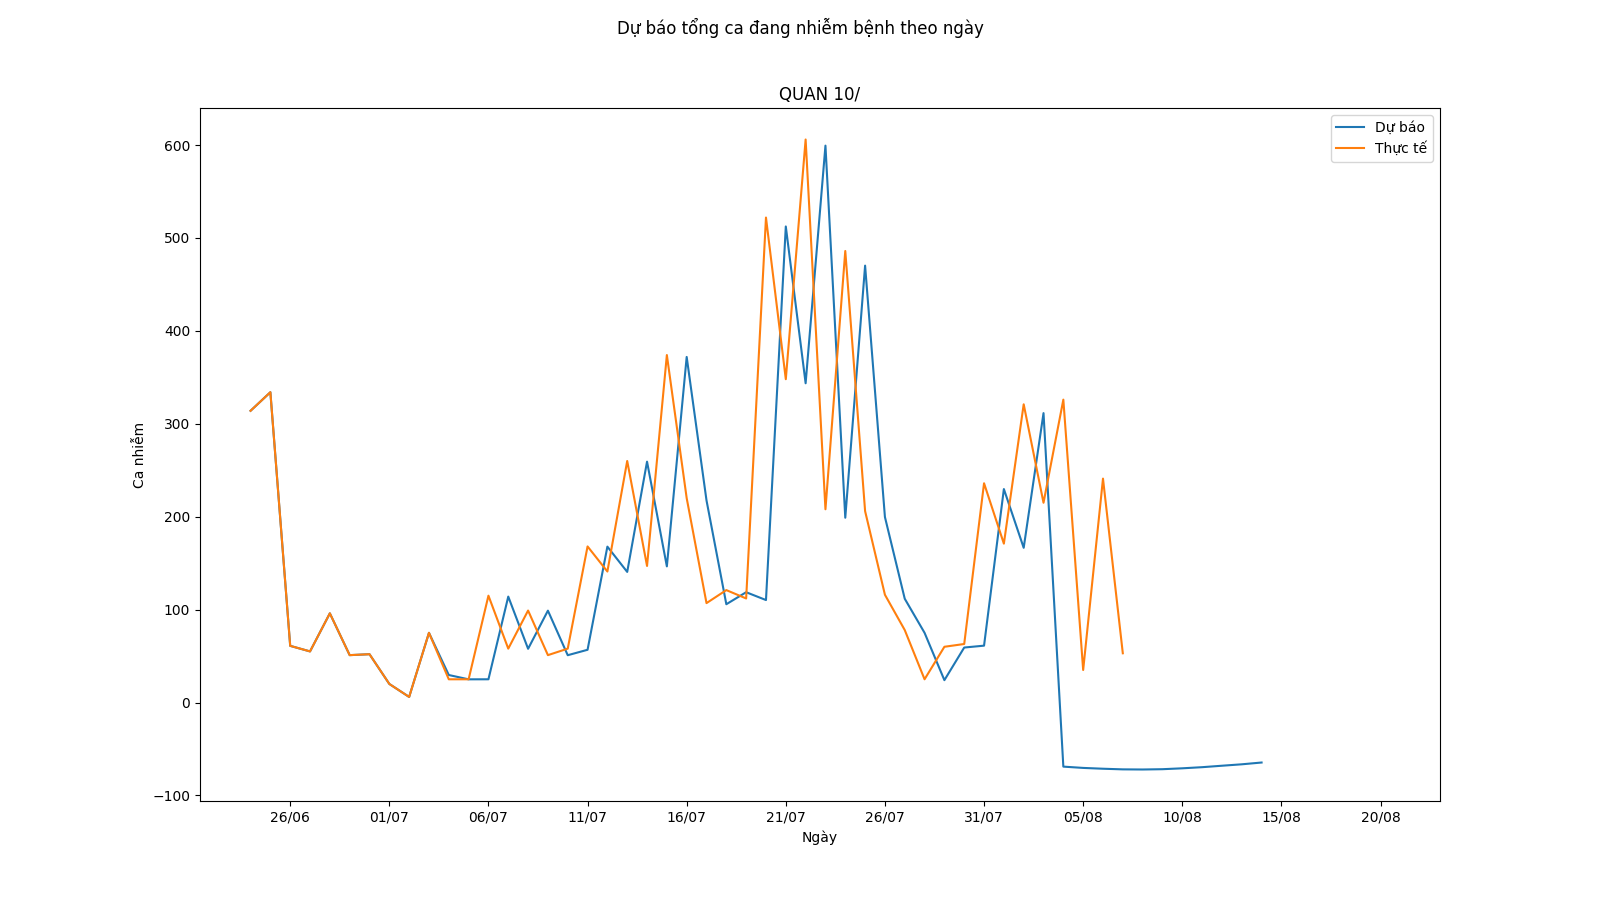 Dự báo tổng ca đang nhiễm bệnh theo ngày
QUAN 10/
Dự báo
Thực tế
600
500
400
300
200
100
0
−100
Ca nhiễm
26/06 01/07 06/07 11/07 16/07 21/07 26/07 31/07 05/08 10/08 15/08 20/08
Ngày